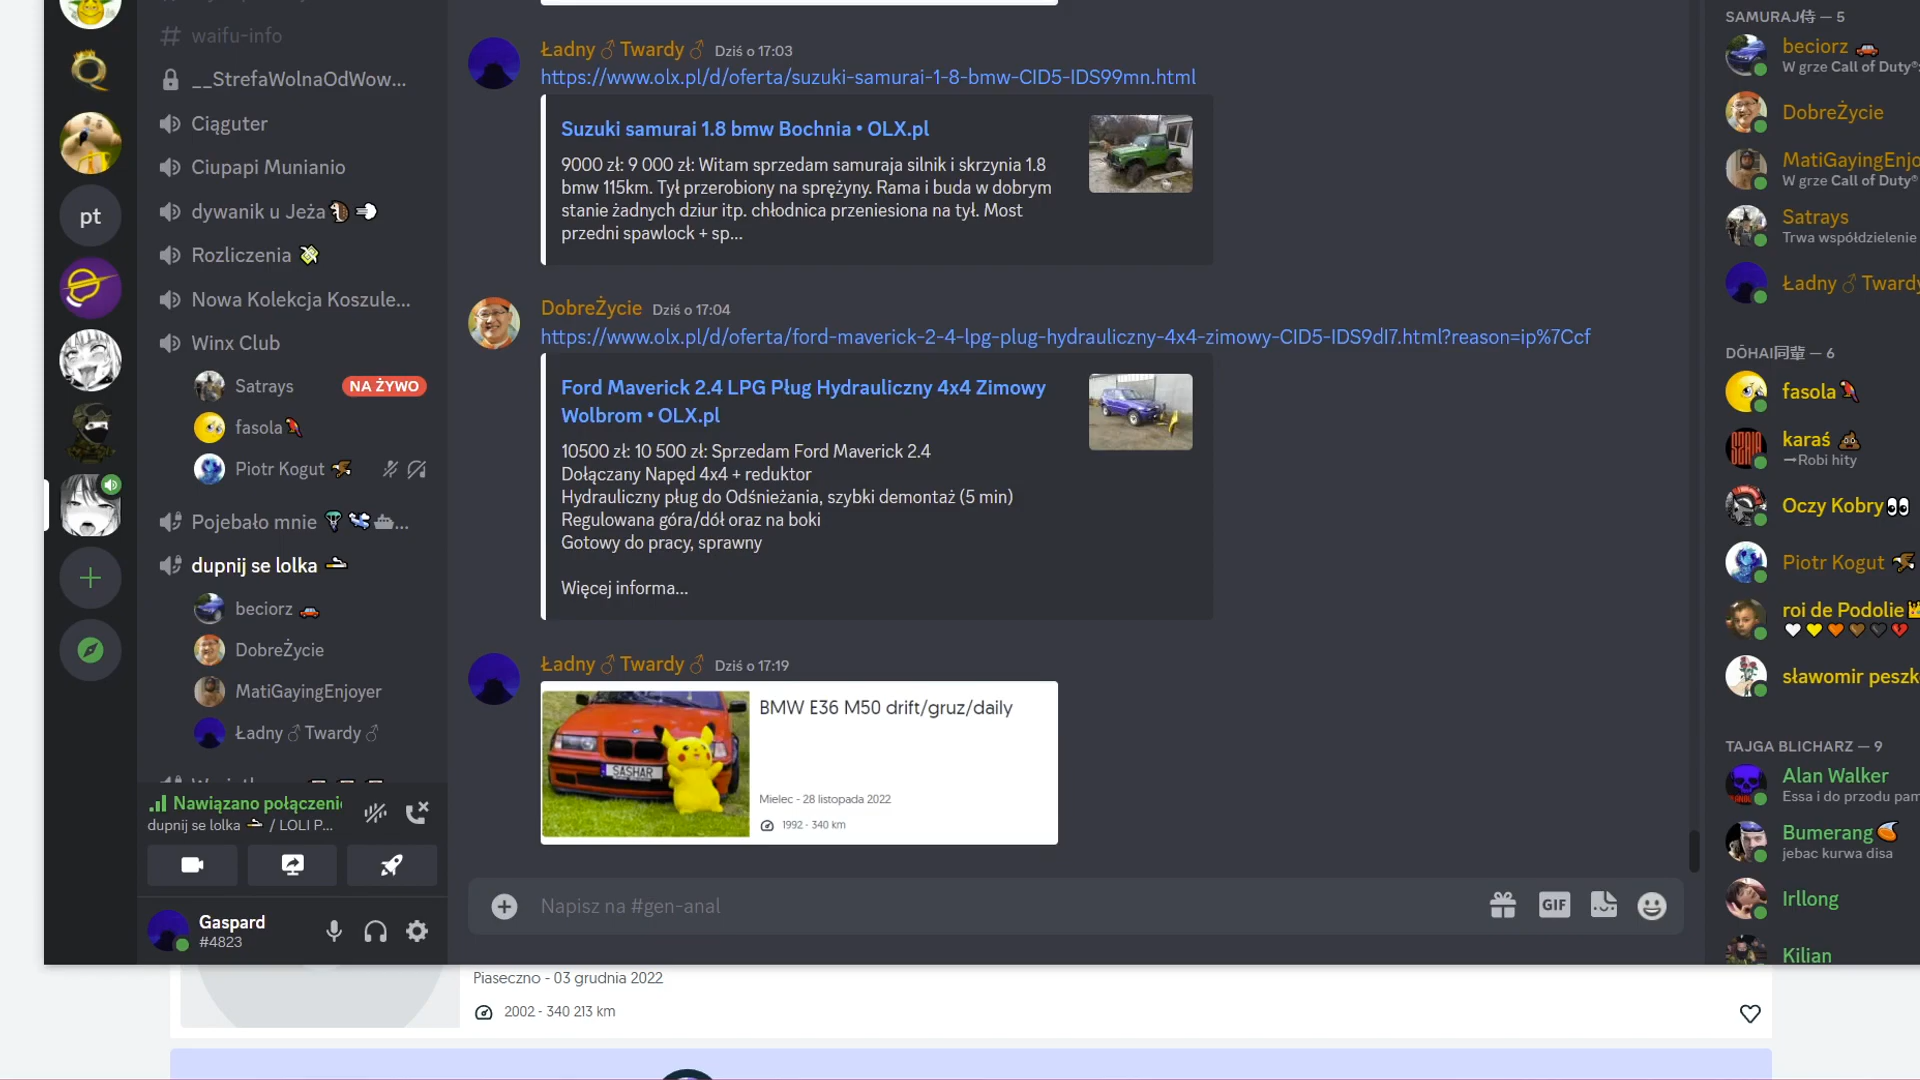 waifu-info
__StrefaWolnaOdWow...
Ciąguter
Ciupapi Munianio
dywanik u Jeża
Rozliczenia
Nowa Kolekcja Koszule...
Winx Club
Satrays
NA ŻYWO
fasola
Piotr Kogut
Pojebało mnie ...
dupnij se lolka
beciorz
DobreŻycie
MatiGayingEnjoyer
Ładny ♂ Twardy ♂
Nawiązano połączeni
dupnij se lolka / LOLI P...
Gaspard
#4823
pt
Ładny ♂ Twardy ♂ Dziś o 17:03
https://www.olx.pl/d/oferta/suzuki-samurai-1-8-bmw-CID5-IDS99mn.html
Suzuki samurai 1.8 bmw Bochnia • OLX.pl
9000 zł: 9 000 zł: Witam sprzedam samuraja silnik i skrzynia 1.8
bmw 115km. Tył przerobiony na sprężyny. Rama i buda w dobrym
stanie żadnych dziur itp. chłodnica przeniesiona na tył. Most
przedni spawlock + sp...
DobreŻycie Dziś o 17:04
https://www.olx.pl/d/oferta/ford-maverick-2-4-lpg-plug-hydrauliczny-4x4-zimowy-CID5-IDS9dI7.html?reason=ip%7Ccf
Ford Maverick 2.4 LPG Pług Hydrauliczny 4x4 Zimowy
Wolbrom • OLX.pl
10500 zł: 10 500 zł: Sprzedam Ford Maverick 2.4
Dołączany Napęd 4x4 + reduktor
Hydrauliczny pług do Odśnieżania, szybki demontaż (5 min)
Regulowana góra/dół oraz na boki
Gotowy do pracy, sprawny
Więcej informa...
Ładny ♂ Twardy ♂ Dziś o 17:19
SASHAR
BMW E36 M50 drift/gruz/daily
Mielec - 28 listopada 2022
1992 - 340 km
Napisz na #gen-anal
GIF
Piaseczno - 03 grudnia 2022
2002 - 340 213 km
SAMURAJ侍 — 5
beciorz
W grze Call of Duty®:
DobreŻycie
MatiGayingEnjo
W grze Call of Duty®
Satrays
Trwa współdzielenie
Ładny ♂ Twardy
DŌHAI同輩 — 6
fasola
karaś
Robi hity
Oczy Kobry
Piotr Kogut
roi de Podolie
sławomir peszk
TAJGA BLICHARZ — 9
Alan Walker
Essa i do przodu pam
Bumerang
jebac kurwa disa
Irllong
Kilian